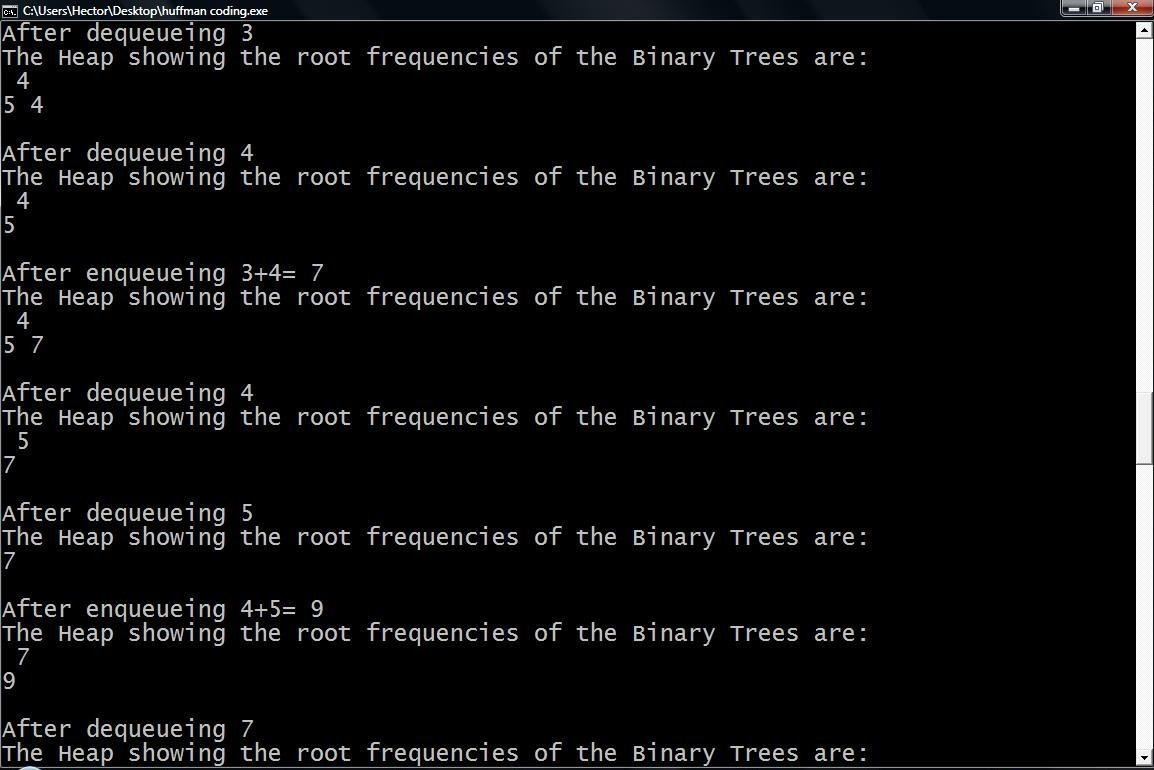 C:\Users\Hector\Desktop\huffman coding.exe
After dequeueing 3
The Heap showing the root frequencies of the Binary Trees are:
 4
5 4

After dequeueing 4
The Heap showing the root frequencies of the Binary Trees are:
 4
5

After enqueueing 3+4= 7
The Heap showing the root frequencies of the Binary Trees are:
 4
5 7

After dequeueing 4
The Heap showing the root frequencies of the Binary Trees are:
 5
7

After dequeueing 5
The Heap showing the root frequencies of the Binary Trees are:
7

After enqueueing 4+5= 9
The Heap showing the root frequencies of the Binary Trees are:
 7
9

After dequeueing 7
The Heap showing the root frequencies of the Binary Trees are: